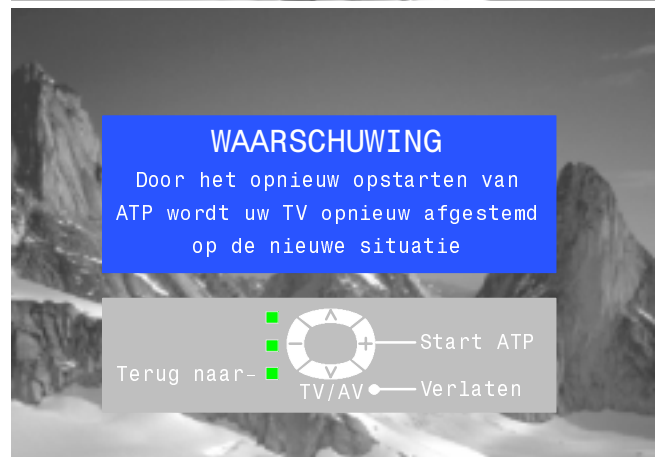 WAARSCHUWING
Door het opnieuw opstarten van
ATP wordt uw TV opnieuw afgestemd
op de nieuwe situatie
Start ATP
Terug naar-
TV/AV
Verlaten